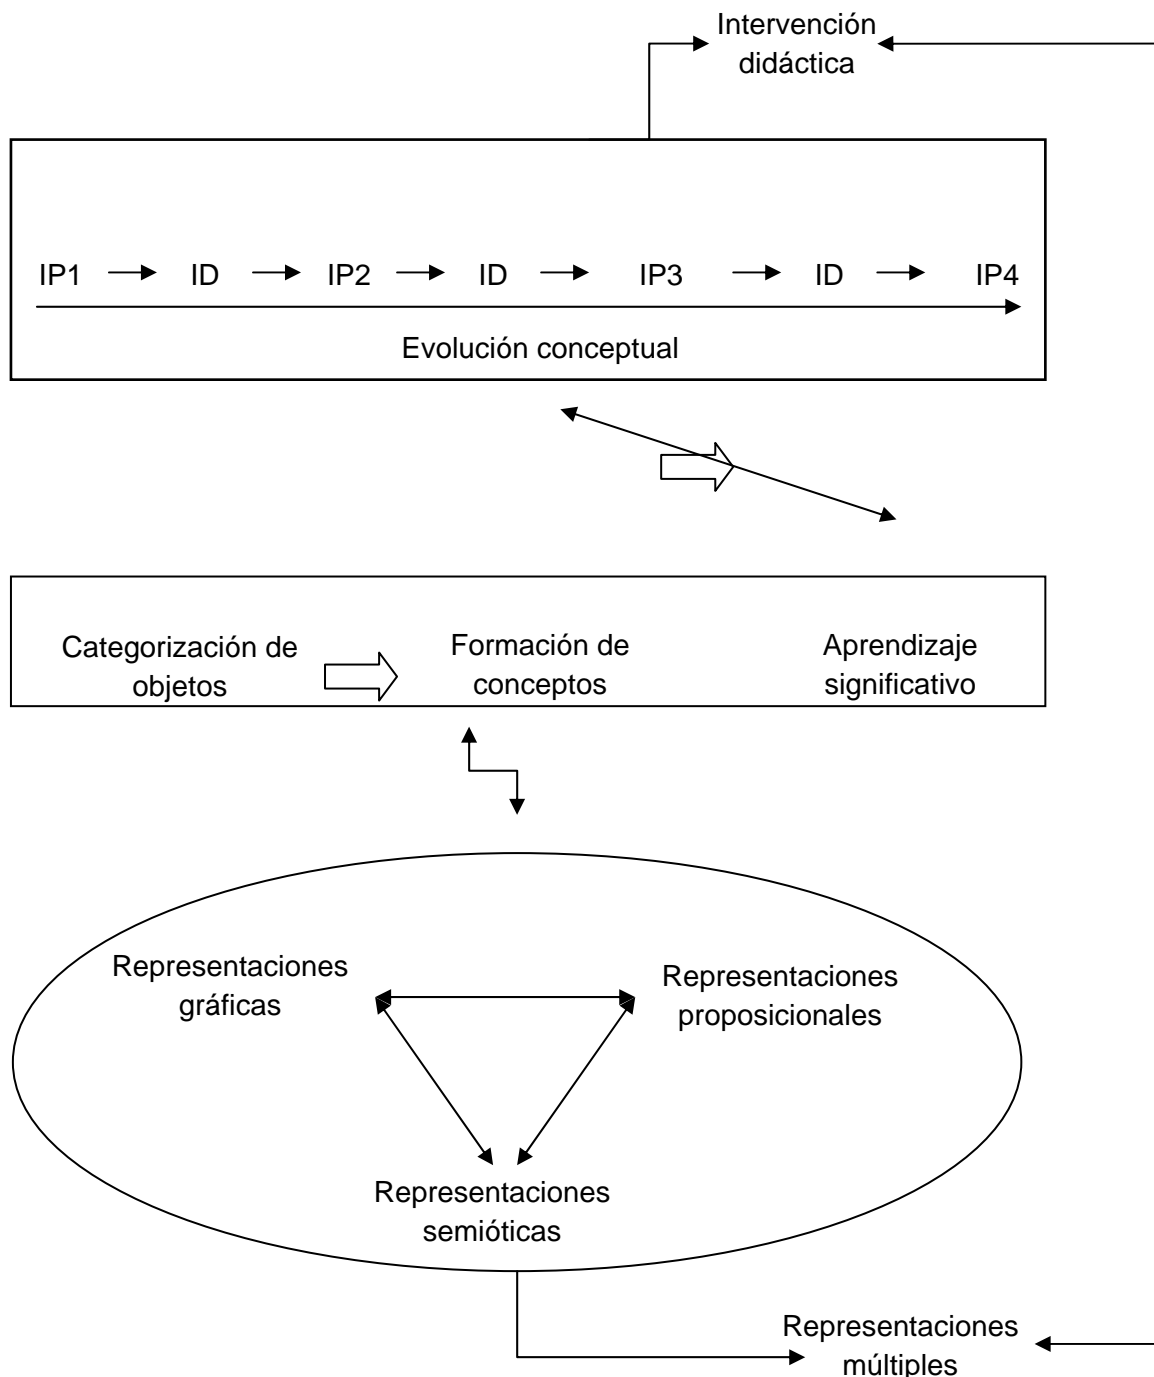 Intervención
didáctica
IP1 ID IP2 ID IP3 ID IP4
Evolución conceptual
Categorización de
objetos
Formación de
conceptos
Aprendizaje
significativo
Representaciones
gráficas
Representaciones
proposicionales
Representaciones
semióticas
Representaciones
múltiples